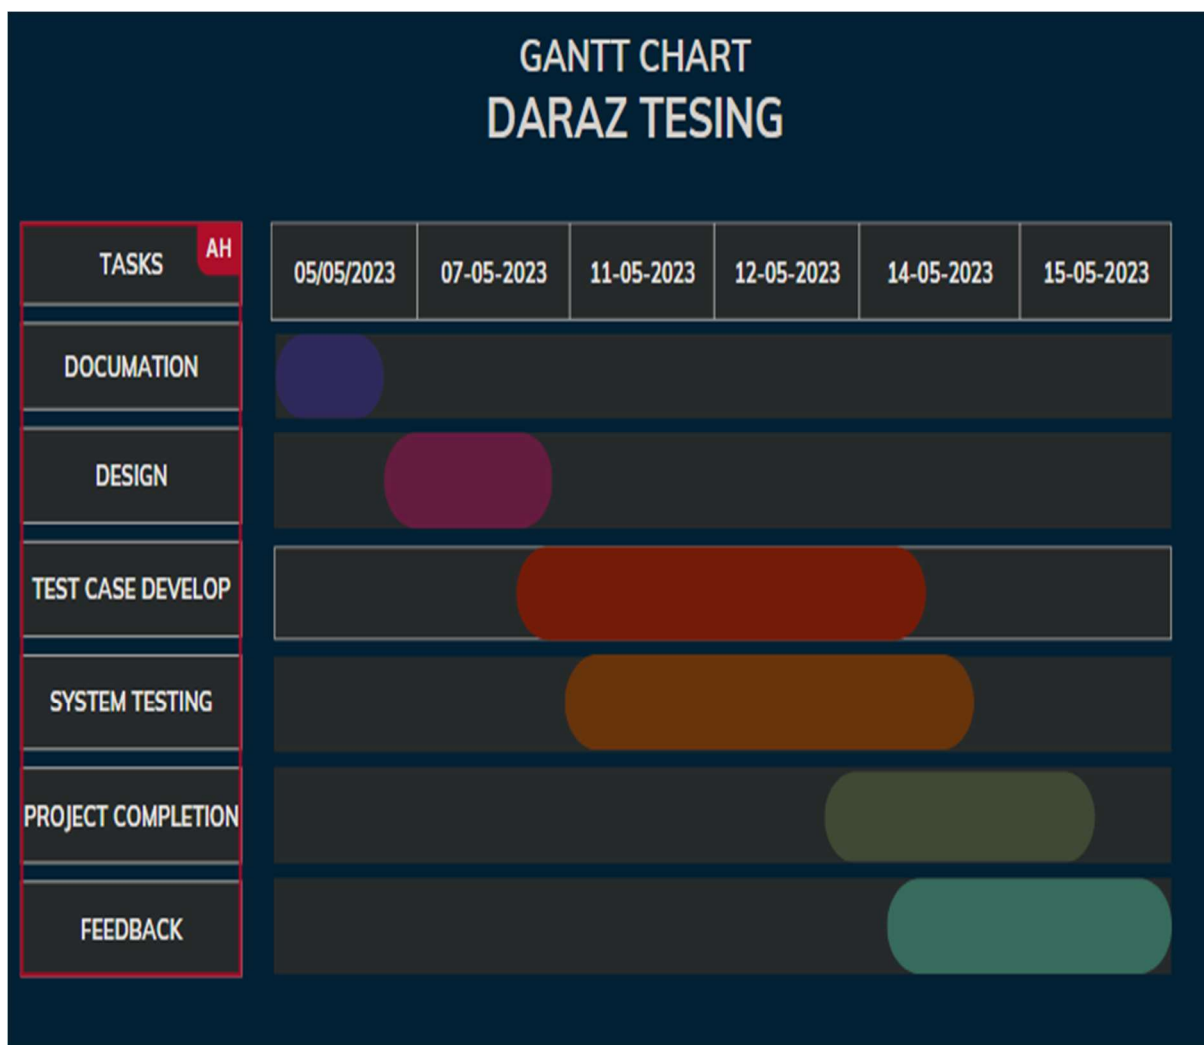 GANTT CHART
DARAZ TESING
TASKS AH
05/05/2023 07-05-2023 11-05-2023 12-05-2023 14-05-2023 15-05-2023
DOCUMATION
DESIGN
TEST CASE DEVELOP
SYSTEM TESTING
PROJECT COMPLETION
FEEDBACK